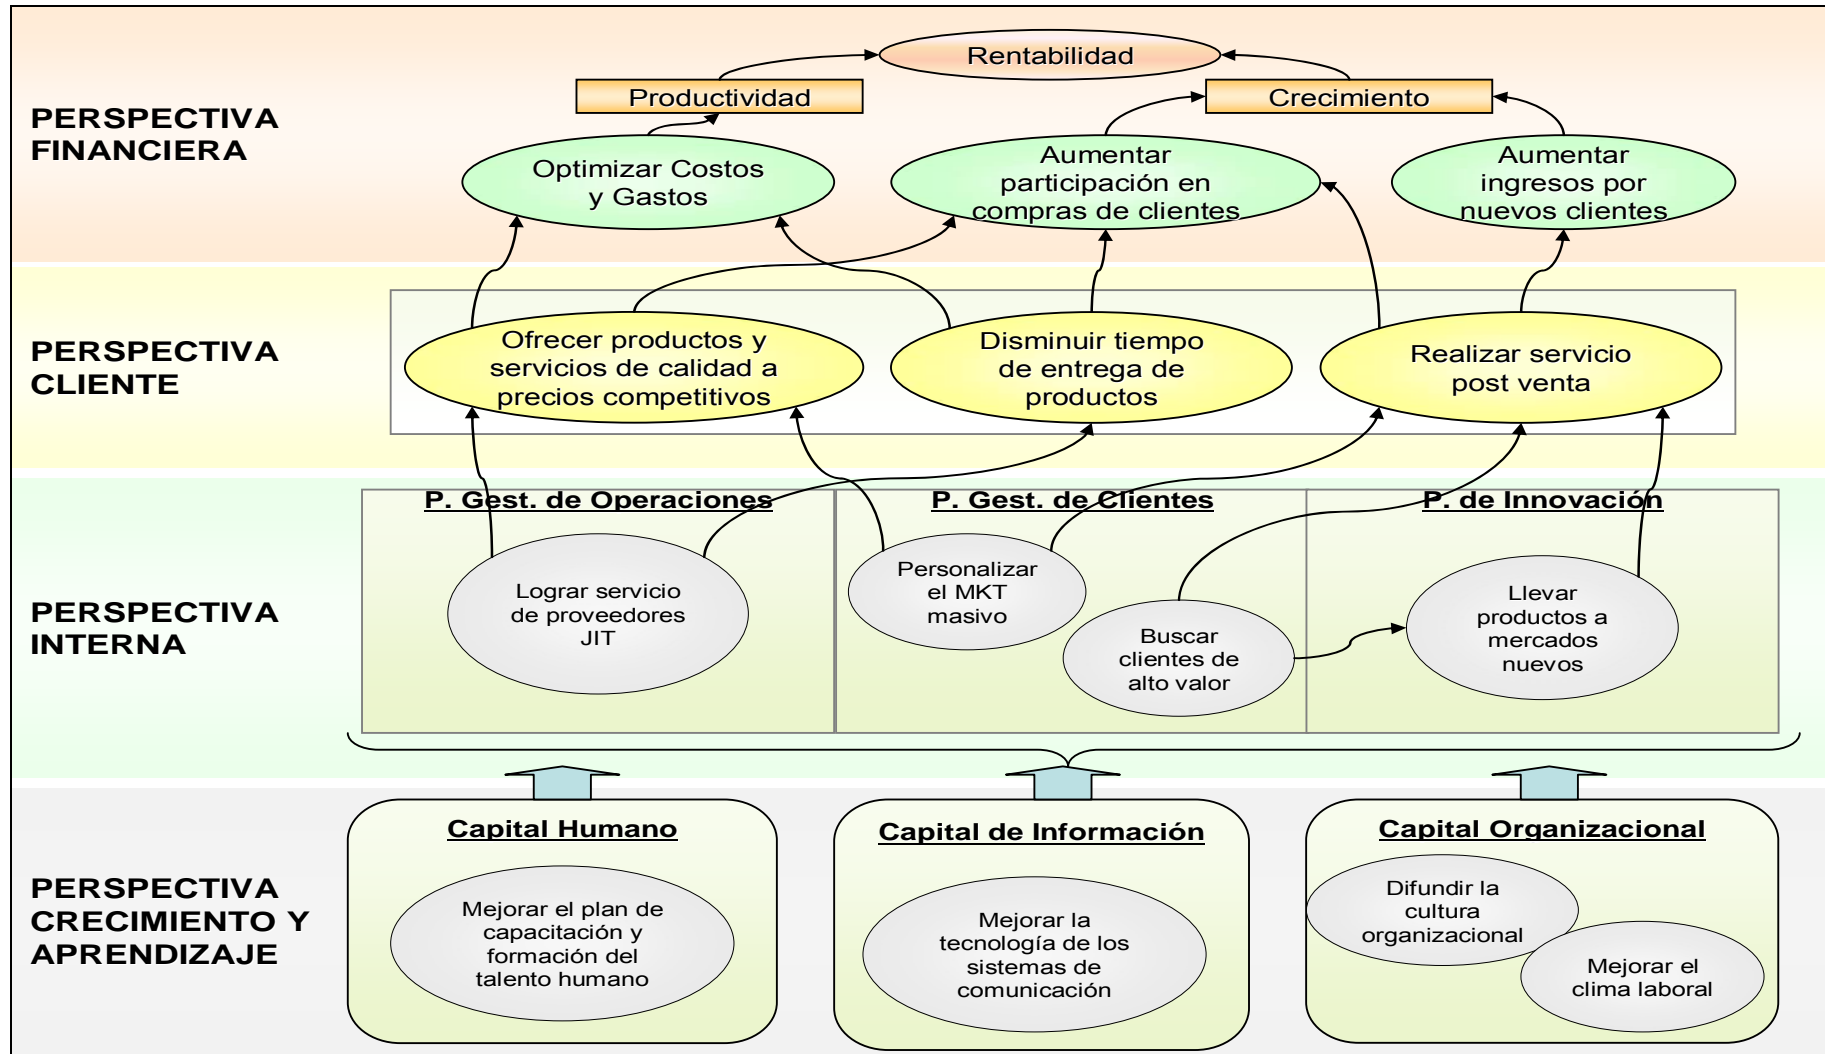 Rentabilidad
Productividad
Crecimiento
PERSPECTIVA
FINANCIERA
Optimizar Costos
y Gastos
Aumentar
participación en
compras de clientes
Aumentar
ingresos por
nuevos clientes
PERSPECTIVA
CLIENTE
Ofrecer productos y
servicios de calidad a
precios competitivos
Disminuir tiempo
de entrega de
productos
Realizar servicio
post venta
P. Gest. de Operaciones
P. Gest. de Clientes
P. de Innovación
PERSPECTIVA
INTERNA
Lograr servicio
de proveedores
JIT
Personalizar
el MKT
masivo
Buscar
clientes de
alto valor
Llevar
productos a
mercados
nuevos
Capital Humano
Capital de Información
Capital Organizacional
PERSPECTIVA
CRECIMIENTO Y
APRENDIZAJE
Mejorar el plan de
capacitación y
formación del
talento humano
Mejorar la
tecnología de los
sistemas de
comunicación
Difundir la
cultura
organizacional
Mejorar el
clima laboral